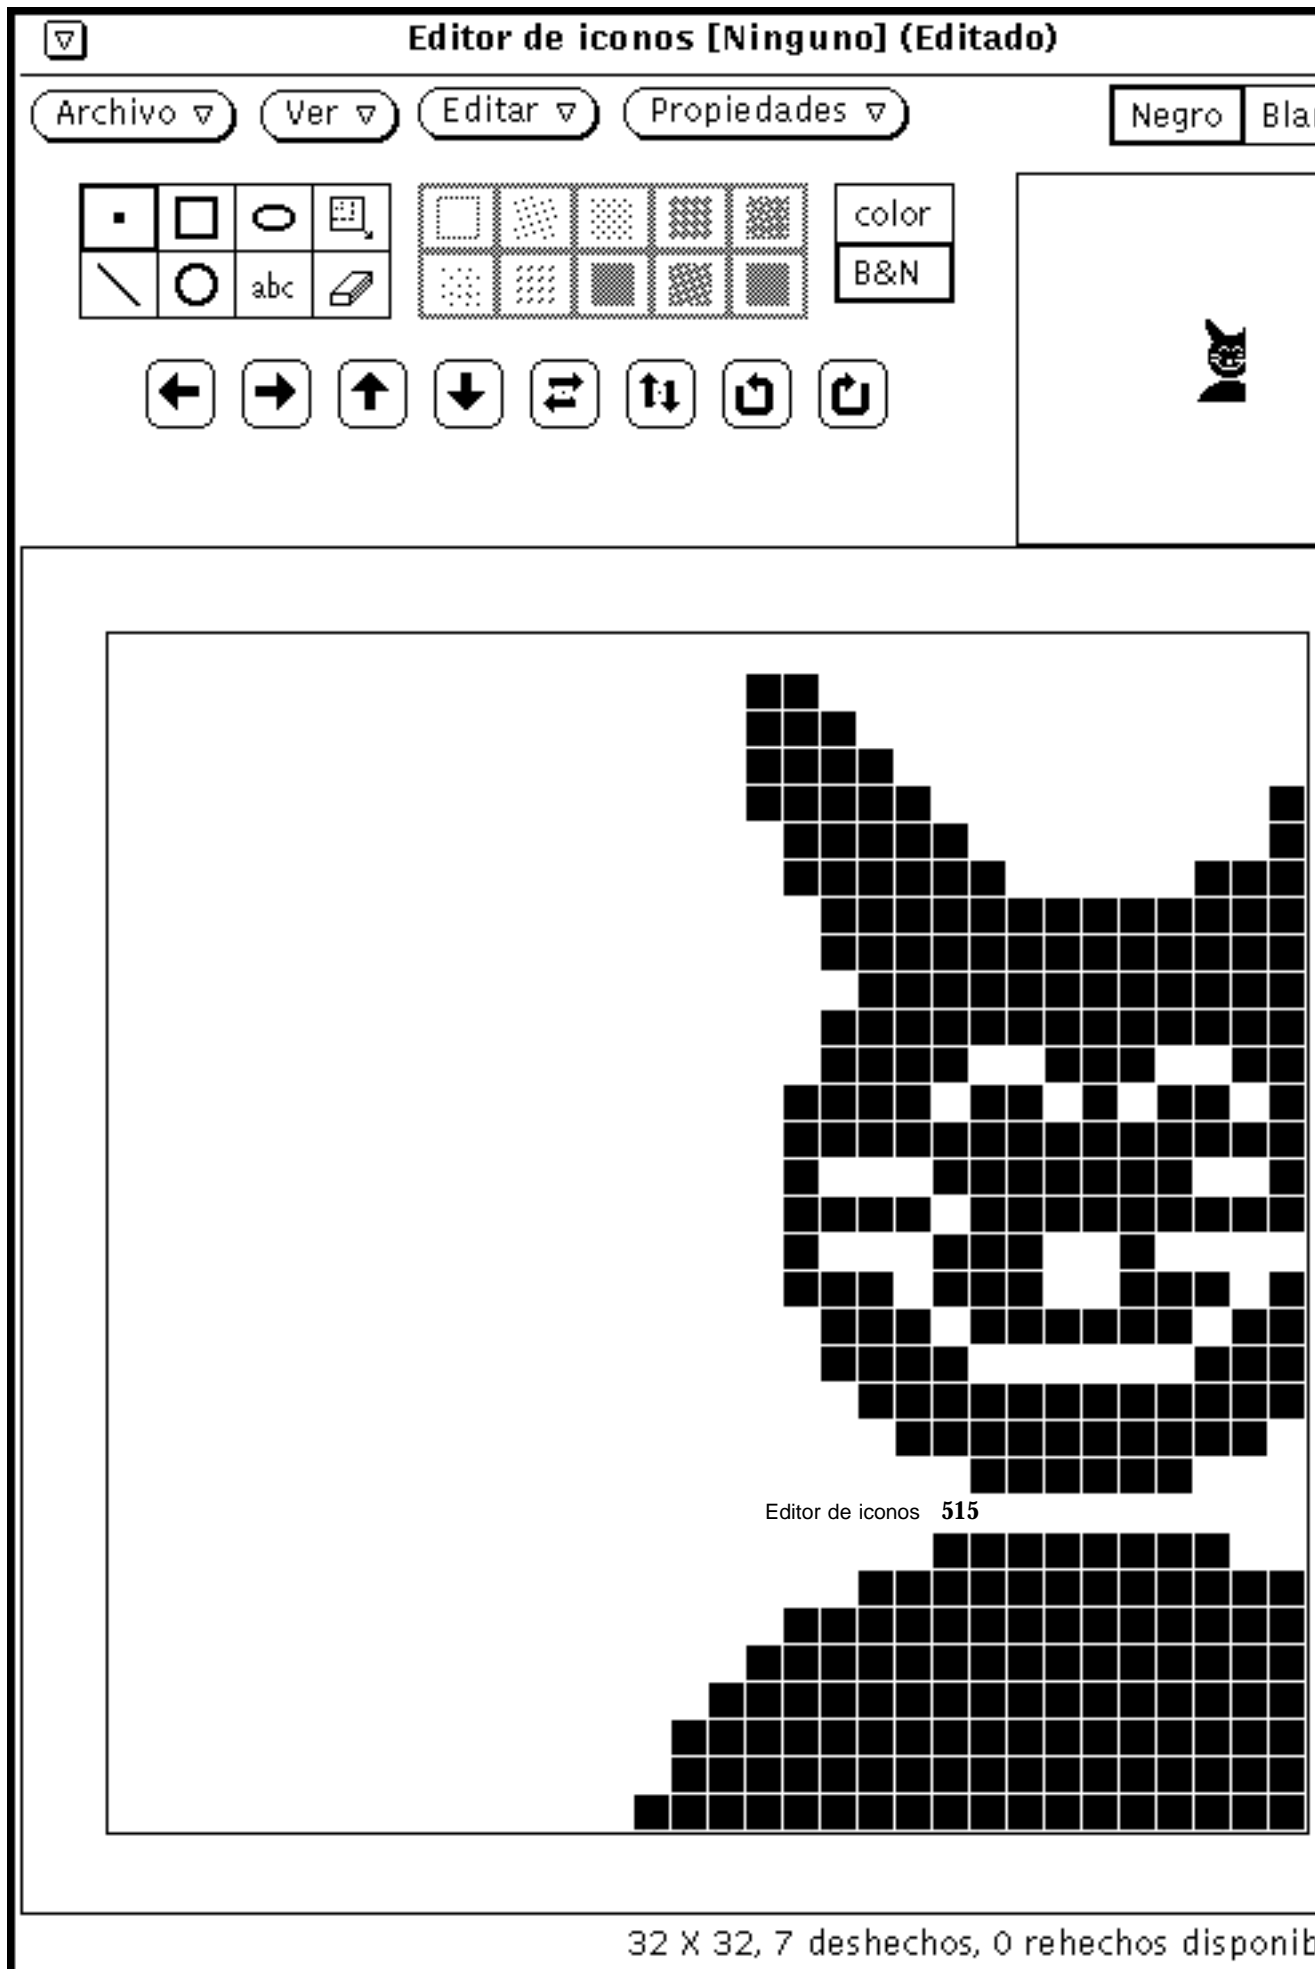 Editor de iconos [Ninguno] (Editado)
Archivo Ver Editar Propiedades Negro
color
B&N
abc
Editor de iconos 515
32 X 32, 7 deshechos, 0 rehechos